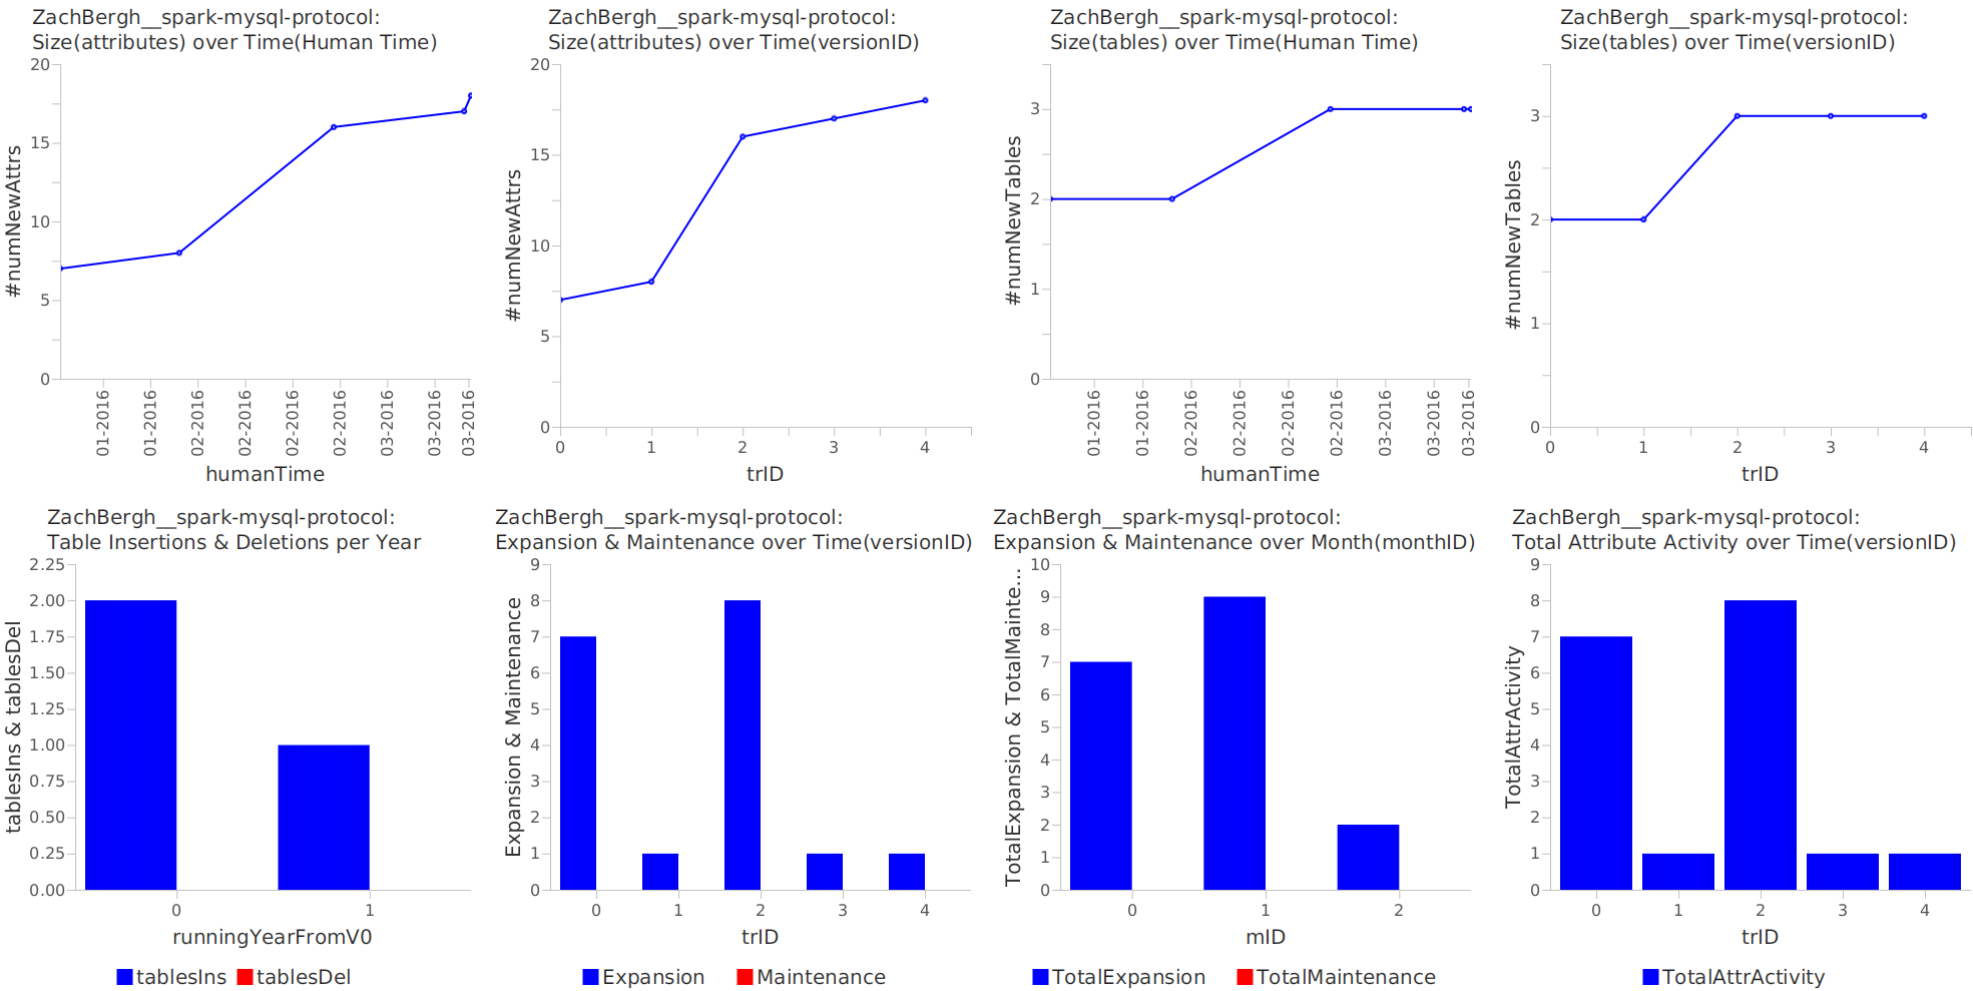 ZachBergh__spark-mysql-protocol:
Size(attributes) over Time(Human Time)
20
15
10
5
0
#numNewAttrs
01-2016
01-2016
02-2016
02-2016
02-2016
02-2016
03-2016
03-2016
03-2016
humanTime
ZachBergh__spark-mysql-protocol:
Size(attributes) over Time(versionID)
20
15
10
5
0
#numNewAttrs
0 1 2 3 4
trID
ZachBergh__spark-mysql-protocol:
Size(tables) over Time(Human Time)
3
2
1
0
#numNewTables
01-2016
01-2016
02-2016
02-2016
02-2016
02-2016
03-2016
03-2016
03-2016
humanTime
ZachBergh__spark-mysql-protocol:
Size(tables) over Time(versionID)
3
2
1
0
#numNewTables
0 1 2 3 4
trID
ZachBergh__spark-mysql-protocol:
Table Insertions & Deletions per Year
2.25
2.00
1.75
1.50
1.25
1.00
0.75
0.50
0.25
0.00
tablesIns & tablesDel
0 1
runningYearFromV0
tablesIns tablesDel
ZachBergh__spark-mysql-protocol:
Expansion & Maintenance over Time(versionID)
9
8
7
6
5
4
3
2
1
0
Expansion & Maintenance
0 1 2 3 4
trID
Expansion Maintenance
ZachBergh__spark-mysql-protocol:
Expansion & Maintenance over Month(monthID)
10
9
8
7
6
5
4
3
2
1
0
TotalExpansion & TotalMainte...
0 1 2
mID
TotalExpansion TotalMaintenance
ZachBergh__spark-mysql-protocol:
Total Attribute Activity over Time(versionID)
9
8
7
6
5
4
3
2
1
0
TotalAttrActivity
0 1 2 3 4
trID
TotalAttrActivity